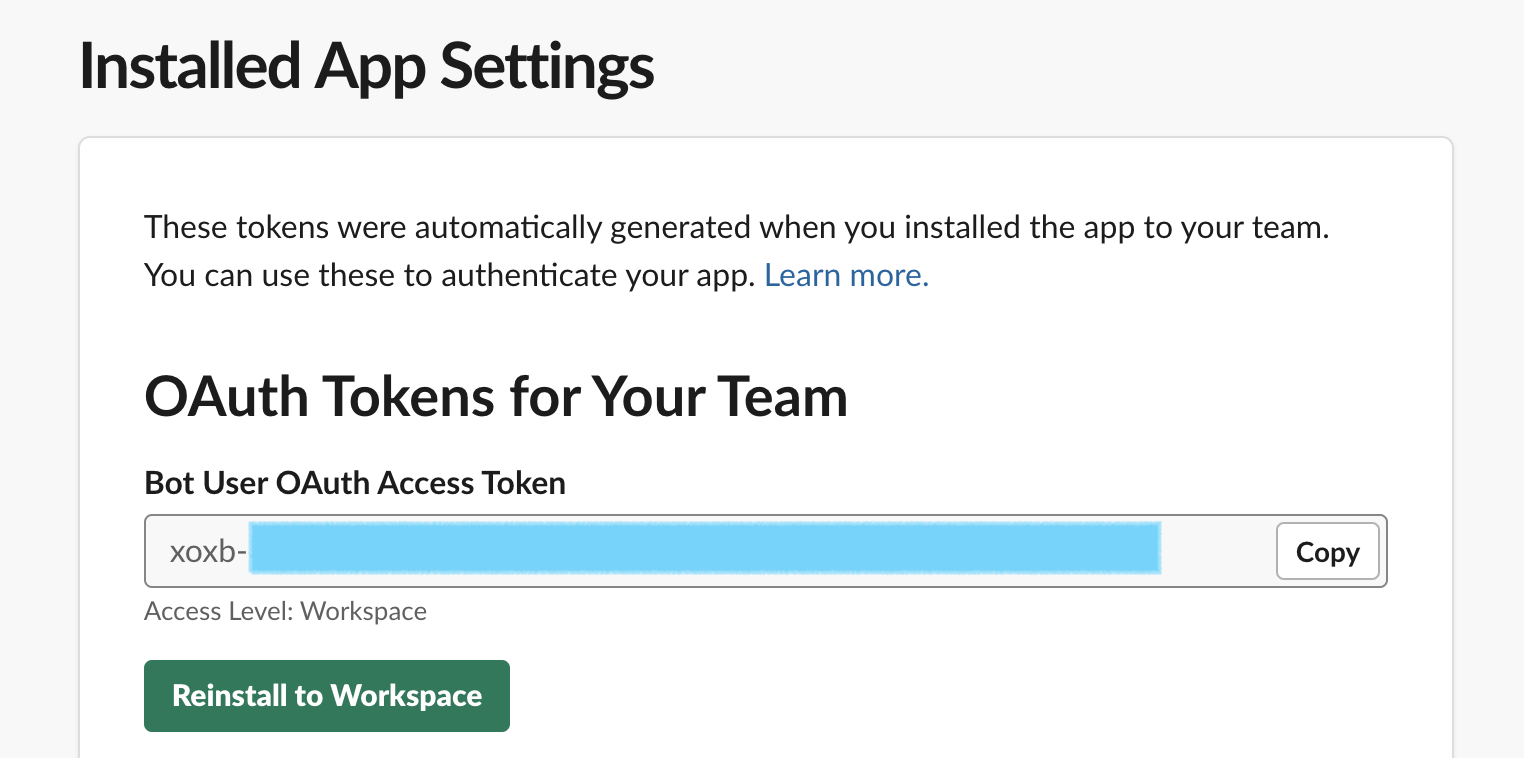 Installed App Settings
These tokens were automatically generated when you installed the app to your team.
You can use these to authenticate your app. Learn more.
OAuth Tokens for Your Team
Bot User OAuth Access Token
xoxb-
Copy
Access Level: Workspace
Reinstall to Workspace